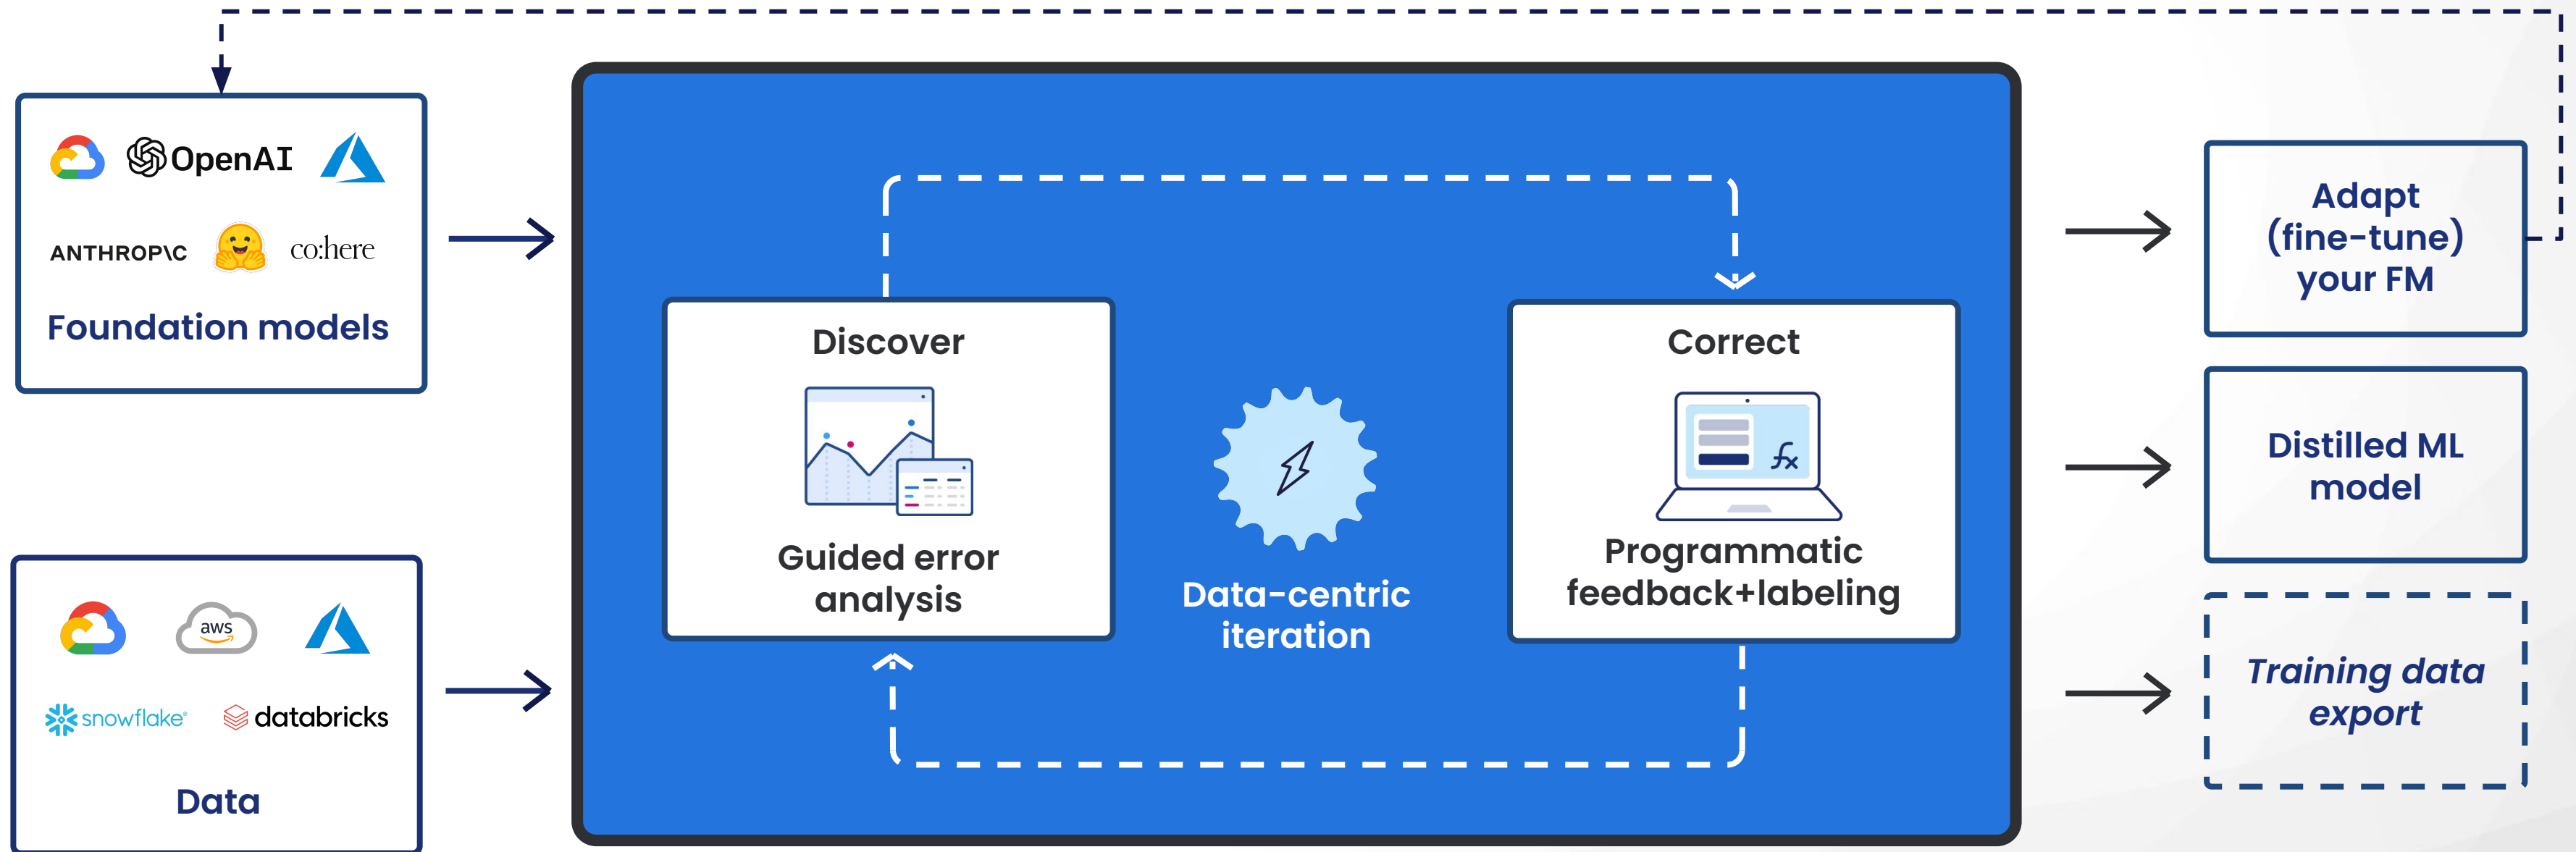 OpenAI
ANTHROP\C
co:here
Foundation models
aws
snowflake®
databricks
Data
Discover
Guided error
analysis
Data-centric
iteration
Correct
fx
Programmatic
feedback+labeling
Adapt
(fine-tune)
your FM
Distilled ML
model
Training data
export